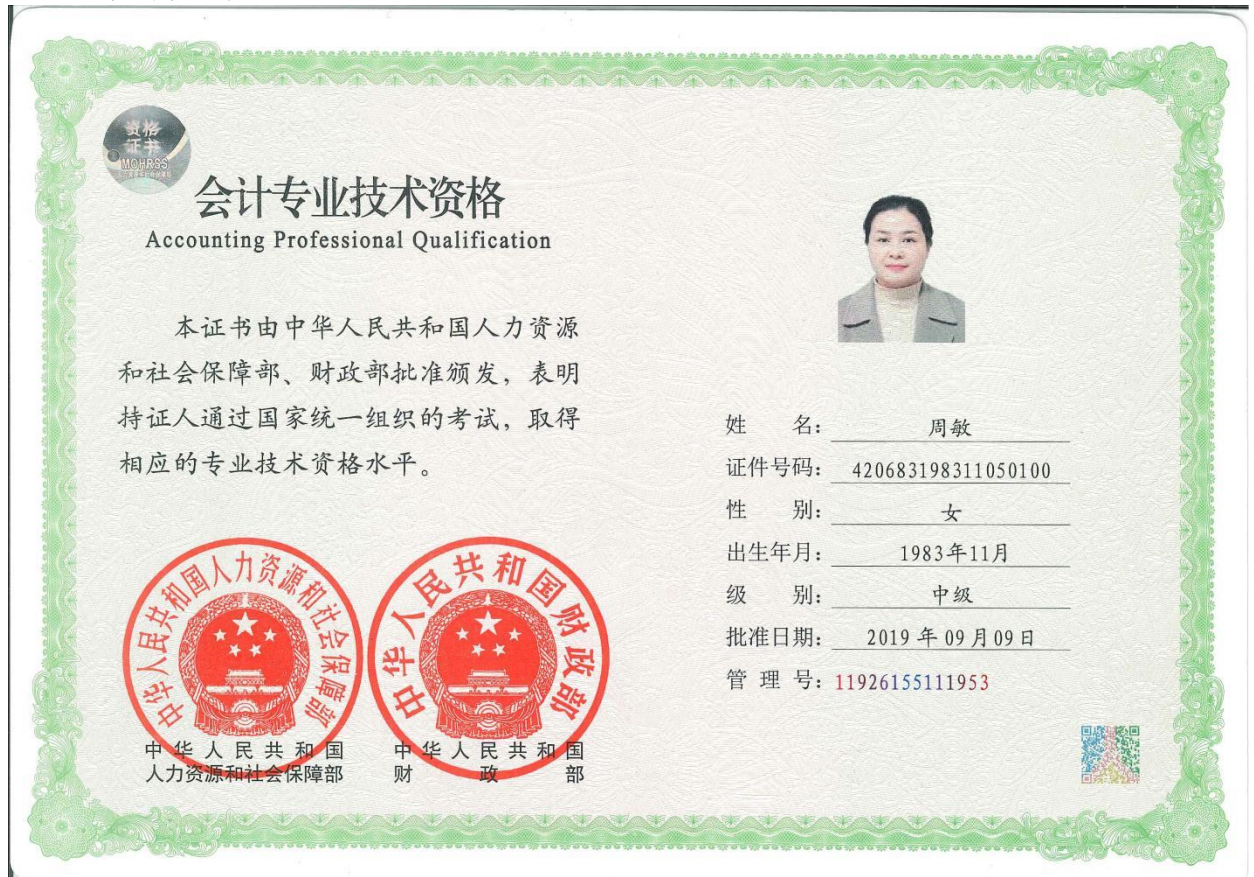 资格
证书
MOHRSS
会计专业技术资格
Accounting Professional Qualification
本证书由中华人民共和国人力资源
和社会保障部、财政部批准颁发，表明
持证人通过国家统一组织的考试，取得
相应的专业技术资格水平。
中华人民共和国人力资源和社会保障部
中华人民共和国财政部
中华人民共和国
人力资源和社会保障部
中华人民共和国
财政部
姓名：周敏
证件号码：420683198311050100
性别：女
出生年月：1983年11月
级别：中级
批准日期：2019年09月09日
管理号：11926155111953